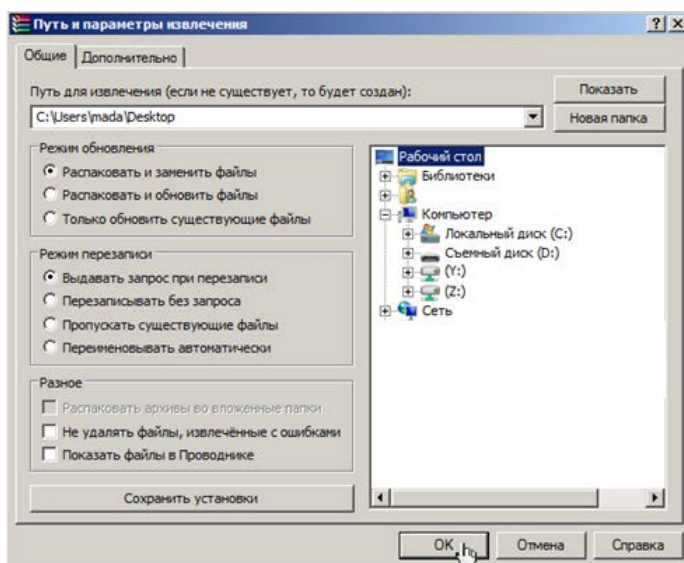 Путь и параметры извлечения
Общие
Дополнительно
Путь для извлечения (если не существует, то будет создан):
Показать
C:\Users\mada\Desktop
Новая папка
Режим обновления
Распаковать и заменить файлы
Распаковать и обновить файлы
Только обновить существующие файлы
Режим перезаписи
Выдавать запрос при перезаписи
Перезаписывать без запроса
Пропускать существующие файлы
Переименовывать автоматически
Разное
Распаковать архивы во вложенные папки
Не удалять файлы, извлечённые с ошибками
Показать файлы в Проводнике
Сохранить установки
Рабочий стол
Библиотеки
Компьютер
Локальный диск (C:)
Съемный диск (D:)
(Y:)
(Z:)
Сеть
OK
Отмена
Справка